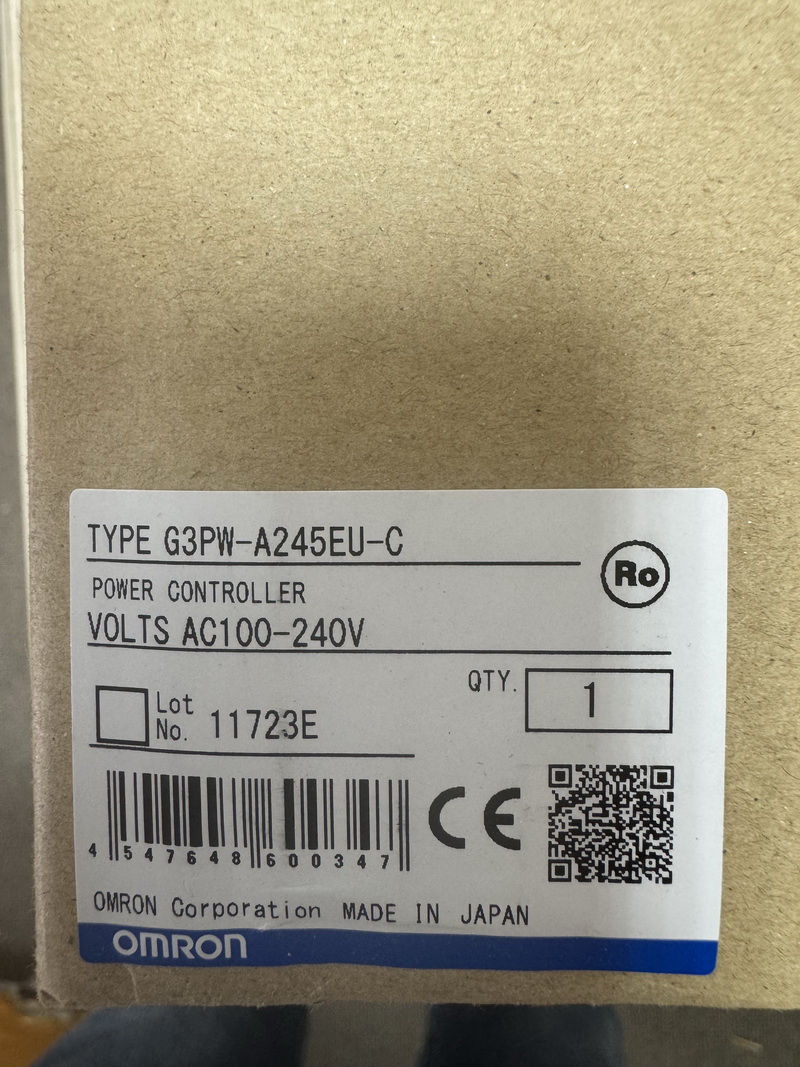 TYPE G3PW-A245EU-C
Ro
POWER CONTROLLER
VOLTS AC100-240V
QTY. 1
Lot No. 11723E
4 547648 600347
CE
OMRON Corporation MADE IN JAPAN
OMRON